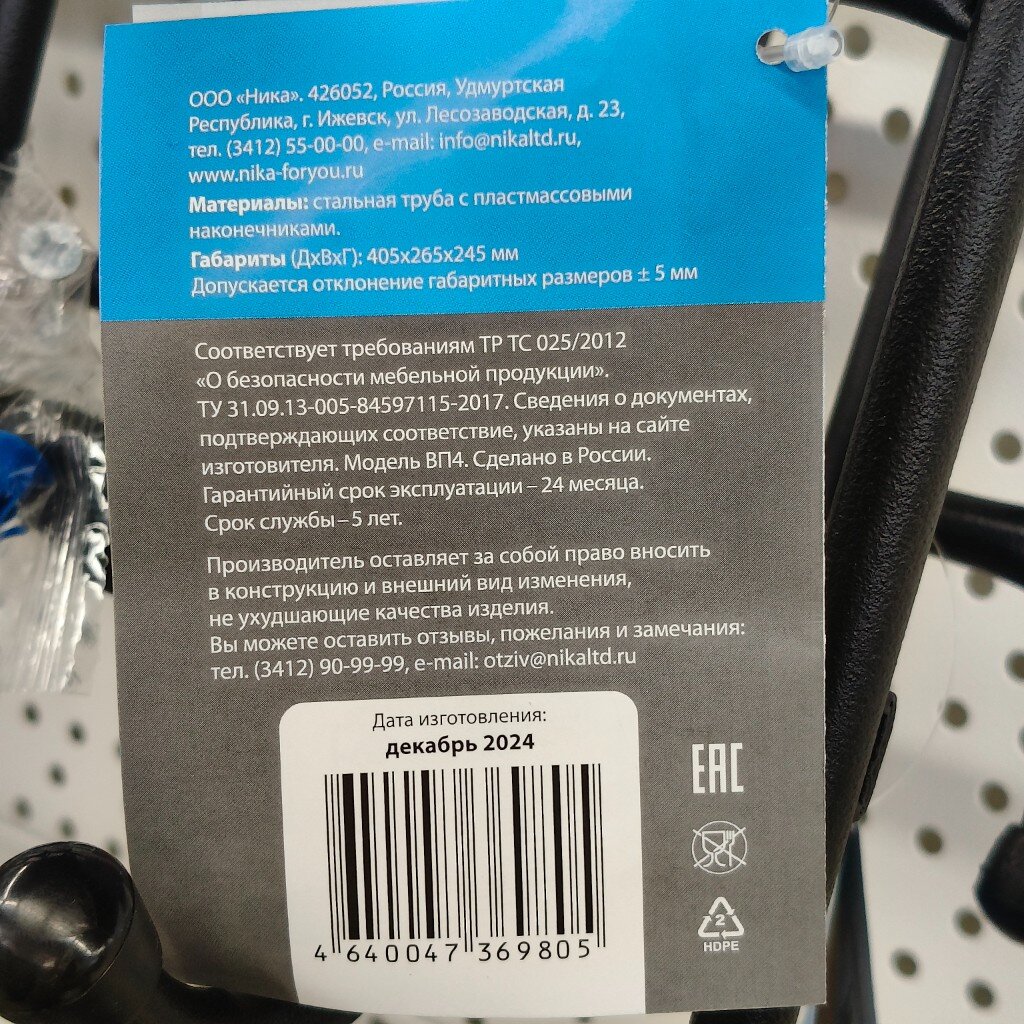 ООО «Ника». 426052, Россия, Удмуртская
Республика, г. Ижевск, ул. Лесозаводская, д. 23,
тел. (3412) 55-00-00, e-mail: info@nikaltd.ru,
www.nika-foryou.ru
Материалы: стальная труба с пластмассовыми
наконечниками.
Габариты (ДхВхГ): 405х265х245 мм
Допускается отклонение габаритных размеров ± 5 мм
Соответствует требованиям ТР ТС 025/2012
«О безопасности мебельной продукции».
ТУ 31.09.13-005-84597115-2017. Сведения о документах,
подтверждающих соответствие, указаны на сайте
изготовителя. Модель ВП4. Сделано в России.
Гарантийный срок эксплуатации – 24 месяца.
Срок службы – 5 лет.
Производитель оставляет за собой право вносить
в конструкцию и внешний вид изменения,
не ухудшающие качества изделия.
Вы можете оставить отзывы, пожелания и замечания:
тел. (3412) 90-99-99, e-mail: otziv@nikaltd.ru
Дата изготовления:
декабрь 2024
4 640047 369805
EAC
2
HDPE